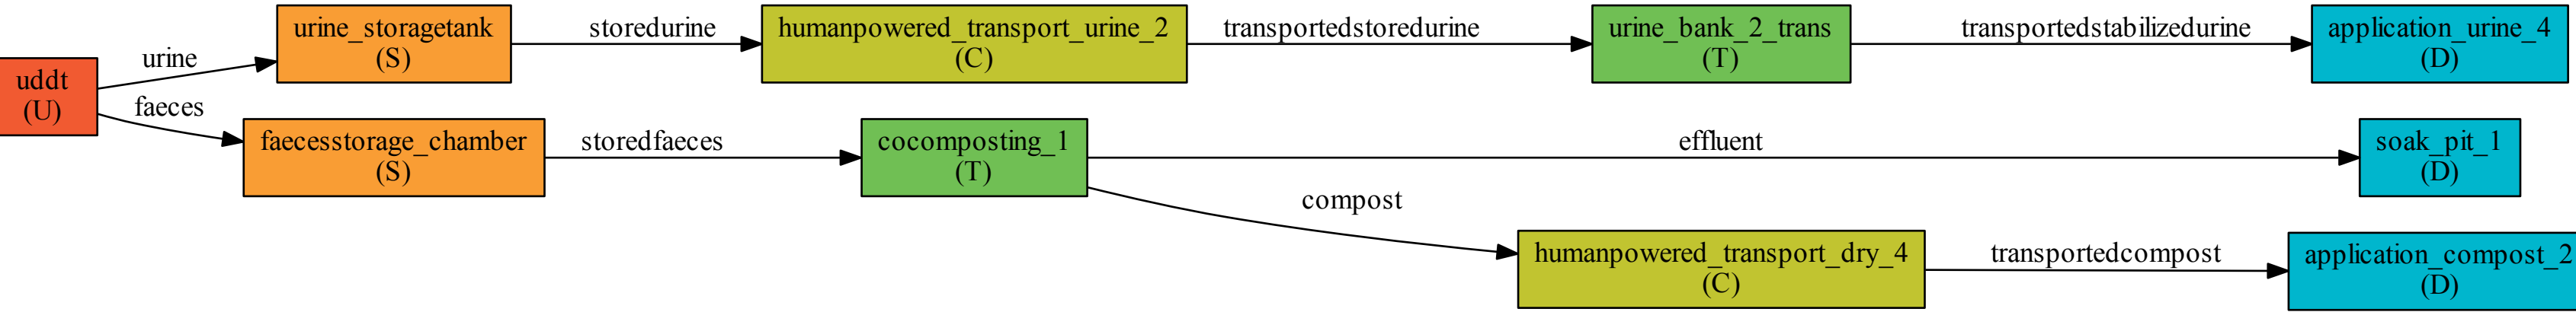 uddt
(U)
urine
faeces
urine_storagetank
(S)
storedurine
humanpowered_transport_urine_2
(C)
transportedstoredurine
urine_bank_2_trans
(T)
transportedstabilizedurine
application_urine_4
(D)
faecesstorage_chamber
(S)
storedfaeces
cocomposting_1
(T)
effluent
soak_pit_1
(D)
compost
humanpowered_transport_dry_4
(C)
transportedcompost
application_compost_2
(D)